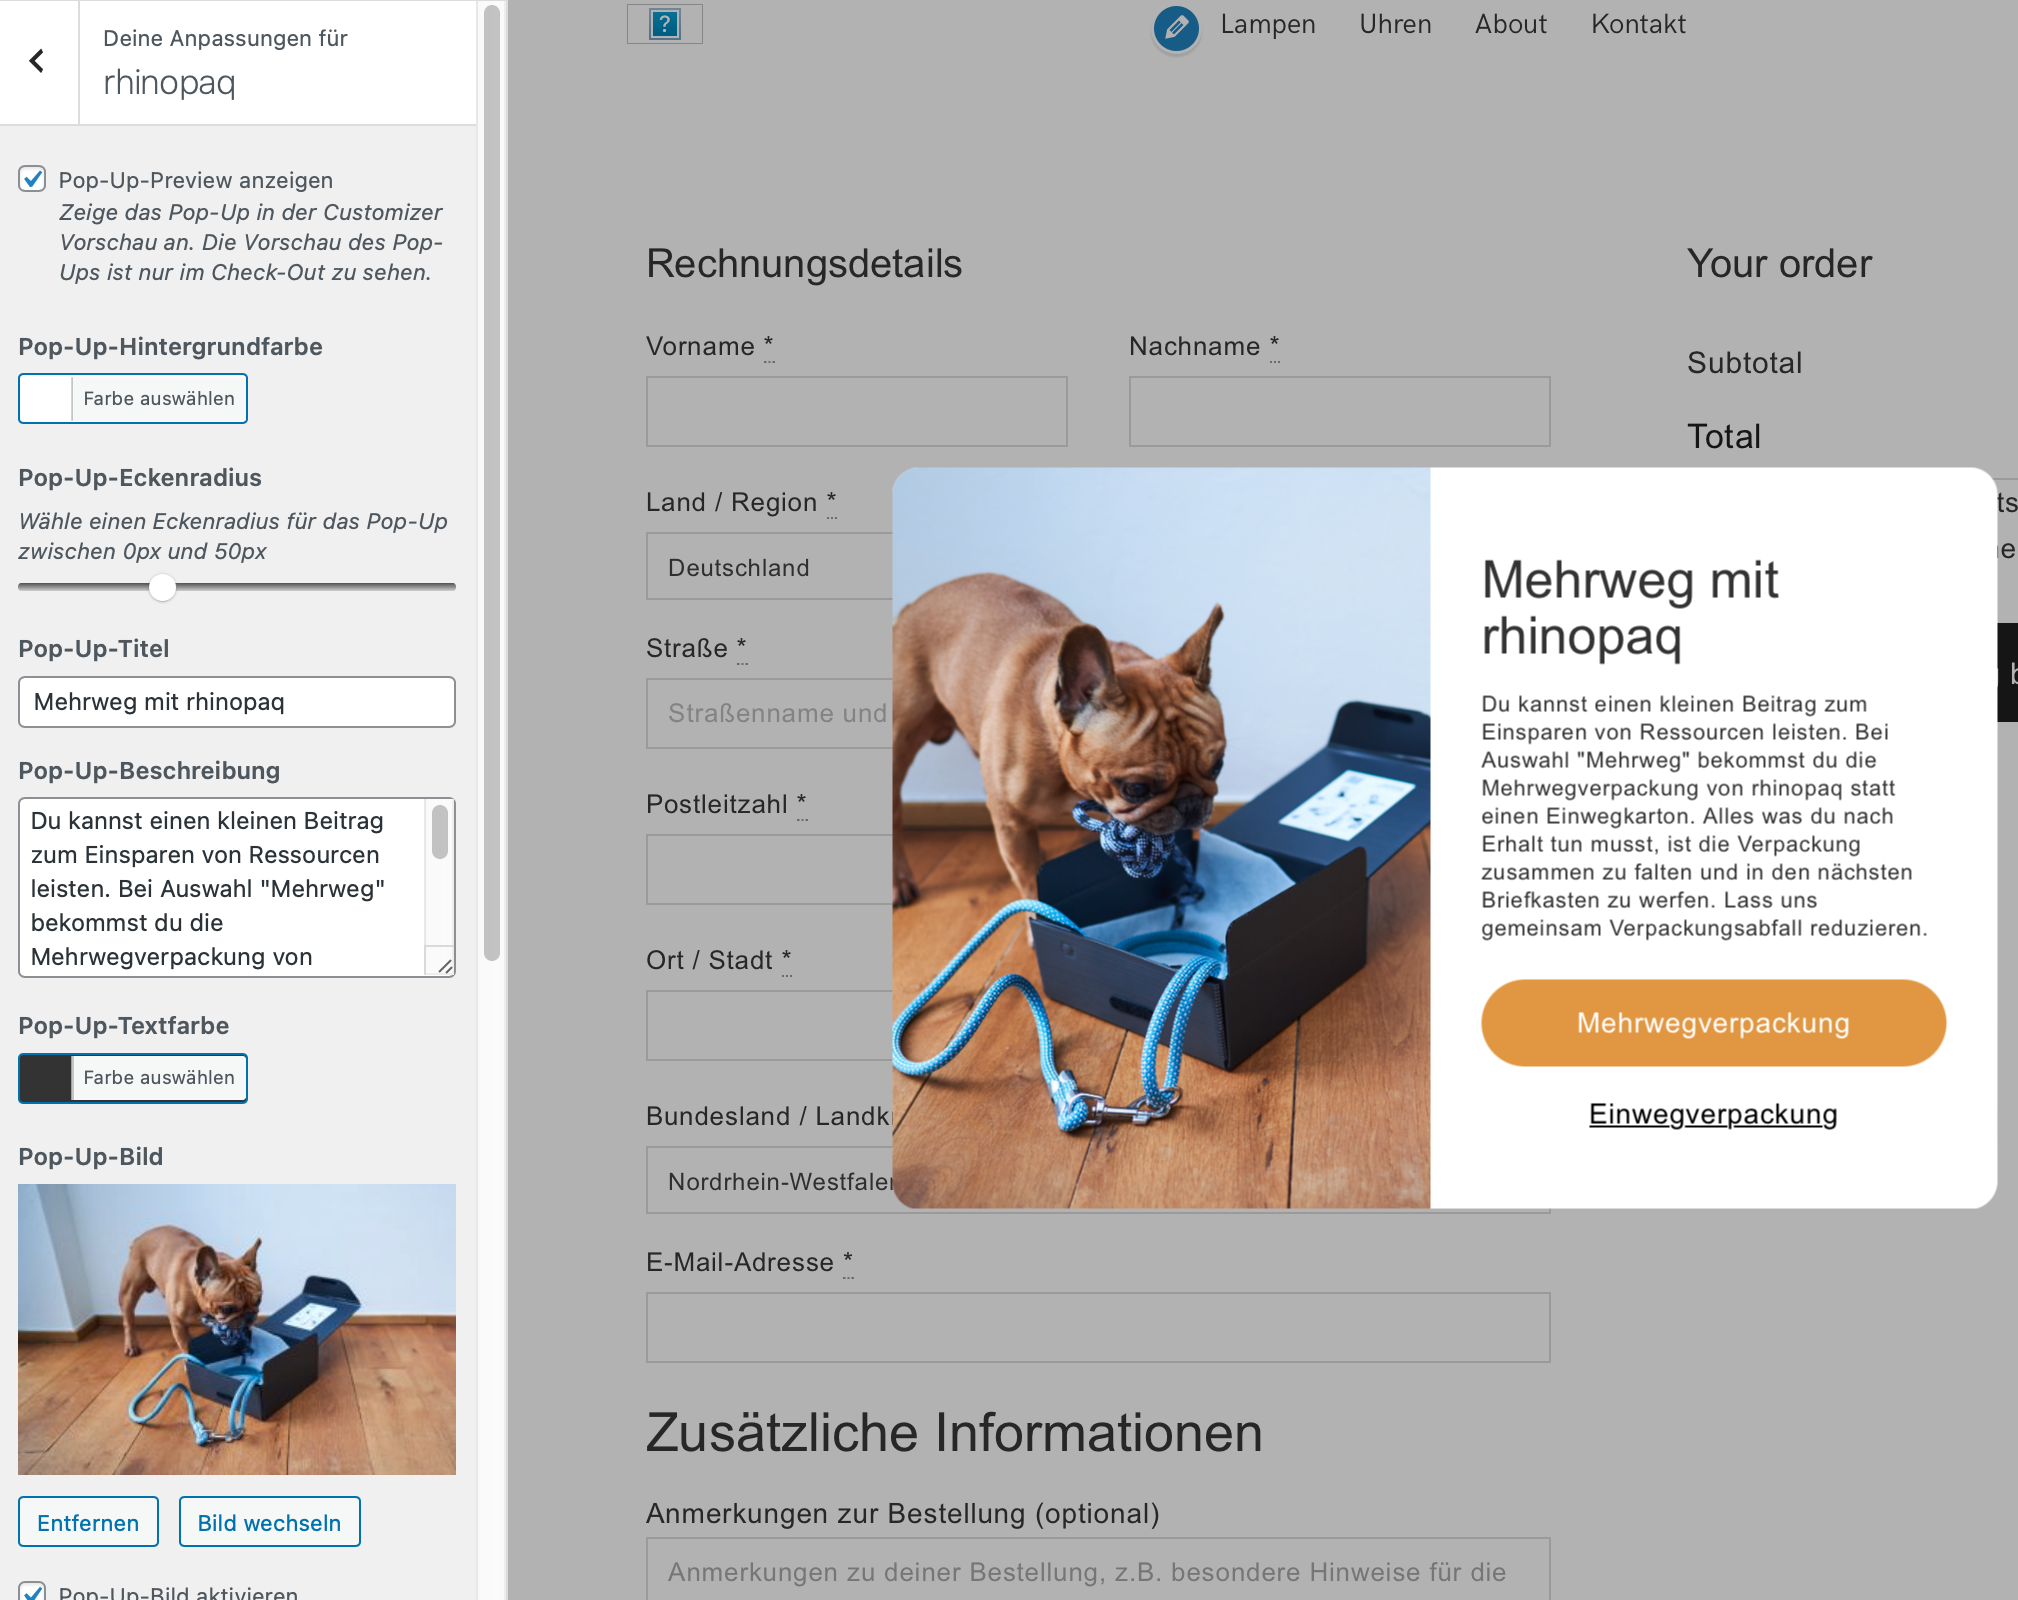 Deine Anpassungen für
rhinopaq
Pop-Up-Preview anzeigen
Zeige das Pop-Up in der Customizer
Vorschau an. Die Vorschau des Pop-
Ups ist nur im Check-Out zu sehen.
Pop-Up-Hintergrundfarbe
Farbe auswählen
Pop-Up-Eckenradius
Wähle einen Eckenradius für das Pop-Up
zwischen 0px und 50px
Pop-Up-Titel
Mehrweg mit rhinopaq
Pop-Up-Beschreibung
Du kannst einen kleinen Beitrag
zum Einsparen von Ressourcen
leisten. Bei Auswahl "Mehrweg"
bekommst du die
Mehrwegverpackung von
Pop-Up-Textfarbe
Farbe auswählen
Pop-Up-Bild
Entfernen
Bild wechseln
Pop-Up-Bild aktivieren
?
Lampen
Uhren
About
Kontakt
Rechnungsdetails
Vorname *
Nachname *
Land / Region *
Deutschland
Straße *
Straßenname und
Postleitzahl *
Ort / Stadt *
Bundesland / Landk
Nordrhein-Westfalen
E-Mail-Adresse *
Zusätzliche Informationen
Anmerkungen zur Bestellung (optional)
Anmerkungen zu deiner Bestellung, z.B. besondere Hinweise für die
Your order
Subtotal
Total
Mehrweg mit
rhinopaq
Du kannst einen kleinen Beitrag zum
Einsparen von Ressourcen leisten. Bei
Auswahl "Mehrweg" bekommst du die
Mehrwegverpackung von rhinopaq statt
einen Einwegkarton. Alles was du nach
Erhalt tun musst, ist die Verpackung
zusammen zu falten und in den nächsten
Briefkasten zu werfen. Lass uns
gemeinsam Verpackungsabfall reduzieren.
Mehrwegverpackung
Einwegverpackung